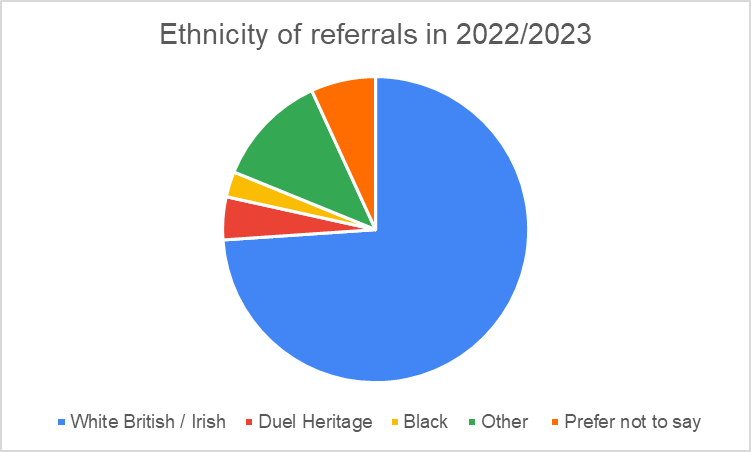 Ethnicity of referrals in 2022/2023
White British / Irish Duel Heritage Black Other Prefer not to say